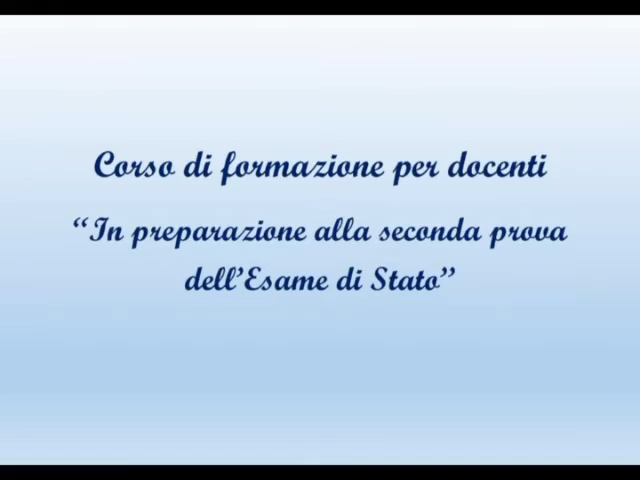 Corso di formazione per docenti
“In preparazione alla seconda prova
dell’Esame di Stato”